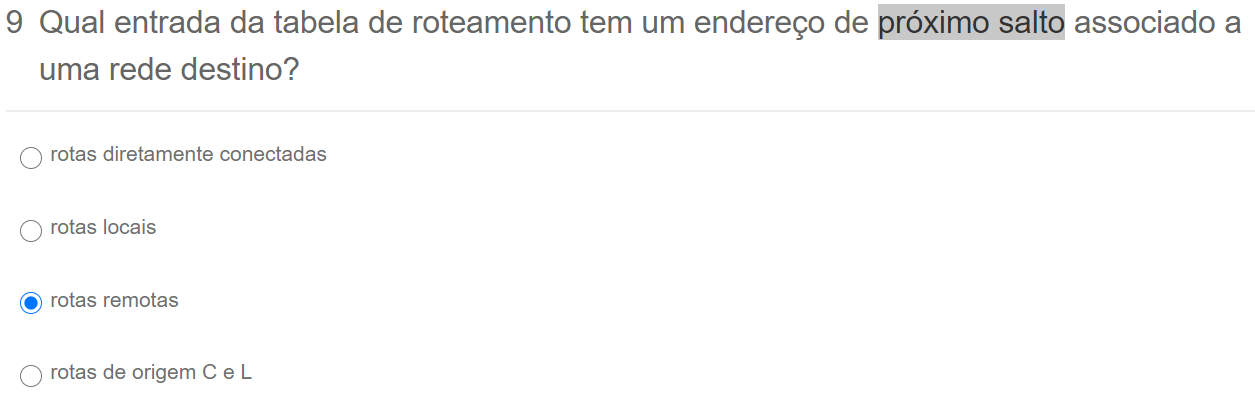 9 Qual entrada da tabela de roteamento tem um endereço de próximo salto associado a
uma rede destino?
rotas diretamente conectadas
rotas locais
rotas remotas
rotas de origem C e L